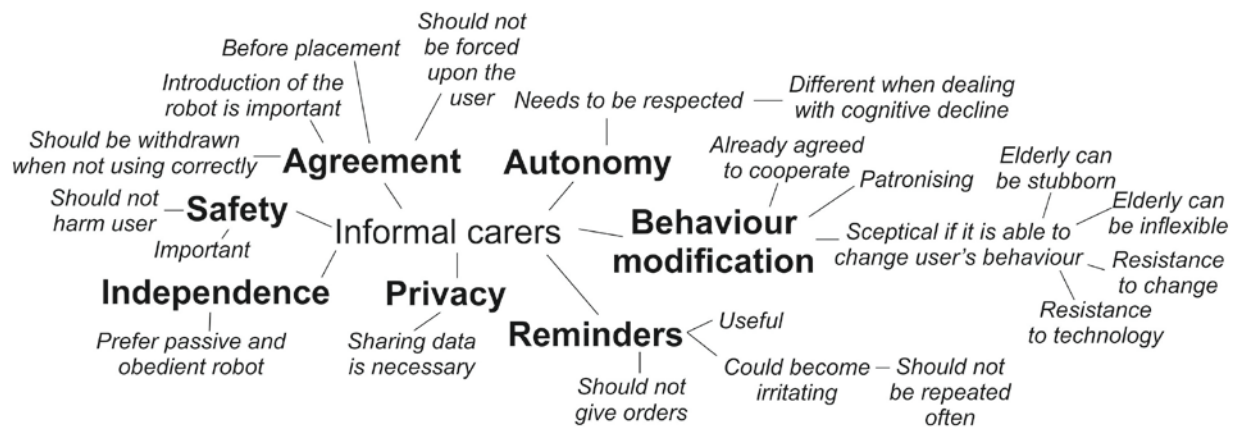 Should not
be forced
upon the
user
Before placement
Introduction of the
robot is important
Should be withdrawn
when not using correctly
Agreement
Needs to be respected
Different when dealing
with cognitive decline
Autonomy
Already agreed
to cooperate
Patronising
Elderly can
be stubborn
Elderly can
be inflexible
Should not
harm user
Safety
Important
Informal carers
Behaviour
modification
Sceptical if it is able to
change user's behaviour
Resistance
to change
Resistance
to technology
Independence
Prefer passive and
obedient robot
Privacy
Sharing data
is necessary
Reminders
Useful
Could become
irritating
Should not
be repeated
often
Should not
give orders